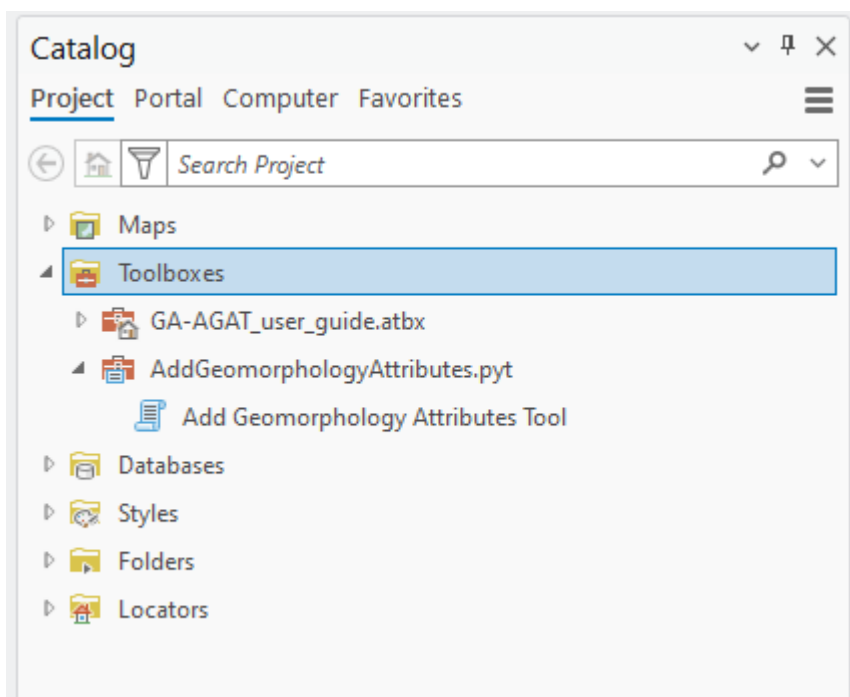 Catalog
Project Portal Computer Favorites
Search Project
Maps
Toolboxes
GA-AGAT_user_guide.atbx
AddGeomorphologyAttributes.pyt
Add Geomorphology Attributes Tool
Databases
Styles
Folders
Locators